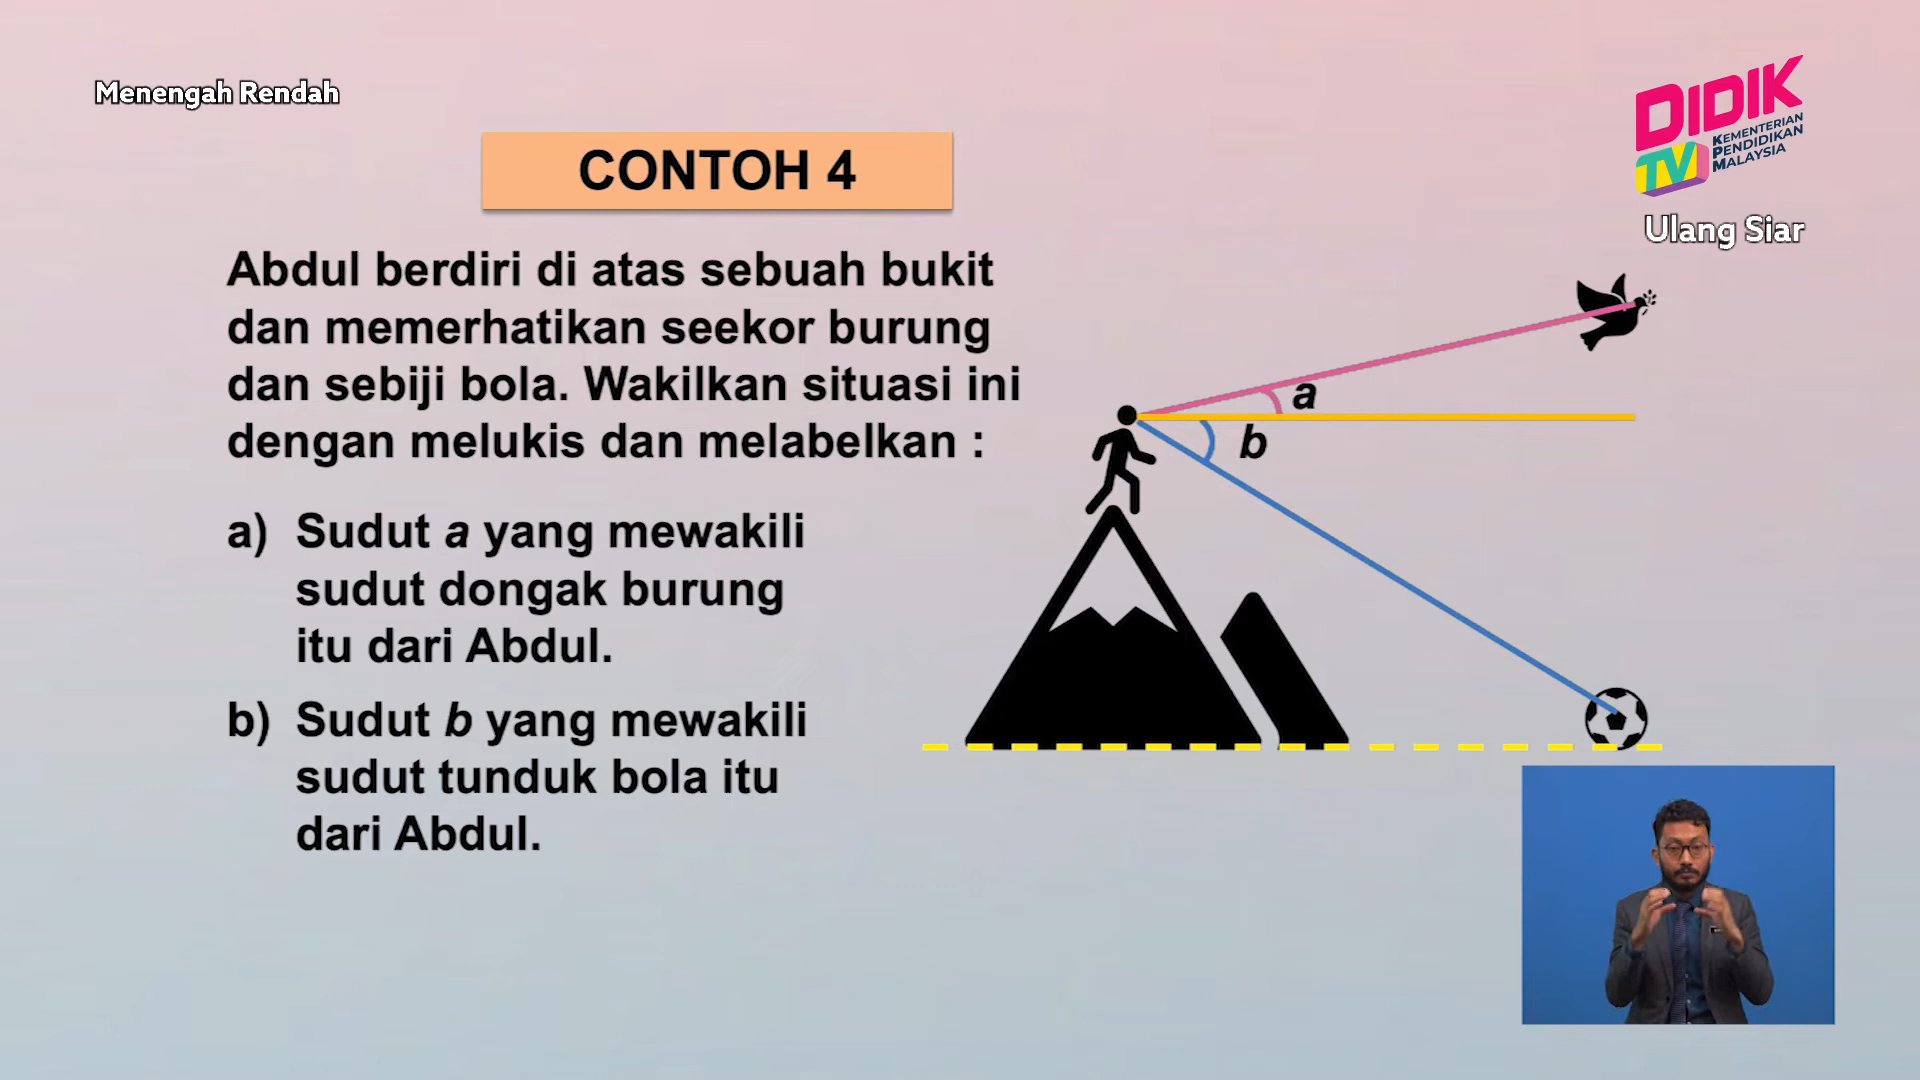 Menengah Rendah
DIDIK
TV
KEMENTERIAN
PENDIDIKAN
MALAYSIA
Ulang Siar
CONTOH 4
Abdul berdiri di atas sebuah bukit
dan memerhatikan seekor burung
dan sebiji bola. Wakilkan situasi ini
dengan melukis dan melabelkan :
a) Sudut a yang mewakili
sudut dongak burung
itu dari Abdul.
b) Sudut b yang mewakili
sudut tunduk bola itu
dari Abdul.
a
b